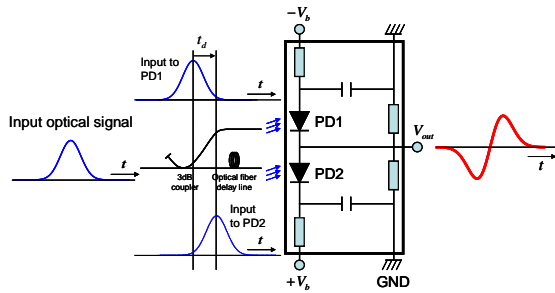 −V_b
t_d
Input to
PD1
t
Input optical signal
t
3dB
coupler
Optical fiber
delay line
Input
to PD2
t
PD1
PD2
V_out
t
+V_b
GND